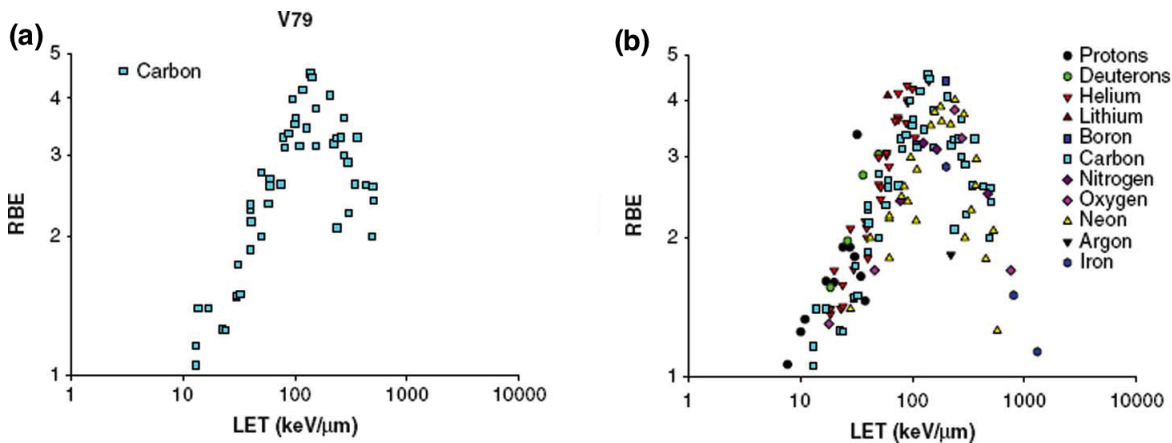 (a)
V79
Carbon
5
4
3
2
1
RBE
1 10 100 1000 10000
LET (keV/μm)
(b)
5
4
3
2
1
RBE
1 10 100 1000 10000
LET (keV/μm)
Protons
Deuterons
Helium
Lithium
Boron
Carbon
Nitrogen
Oxygen
Neon
Argon
Iron